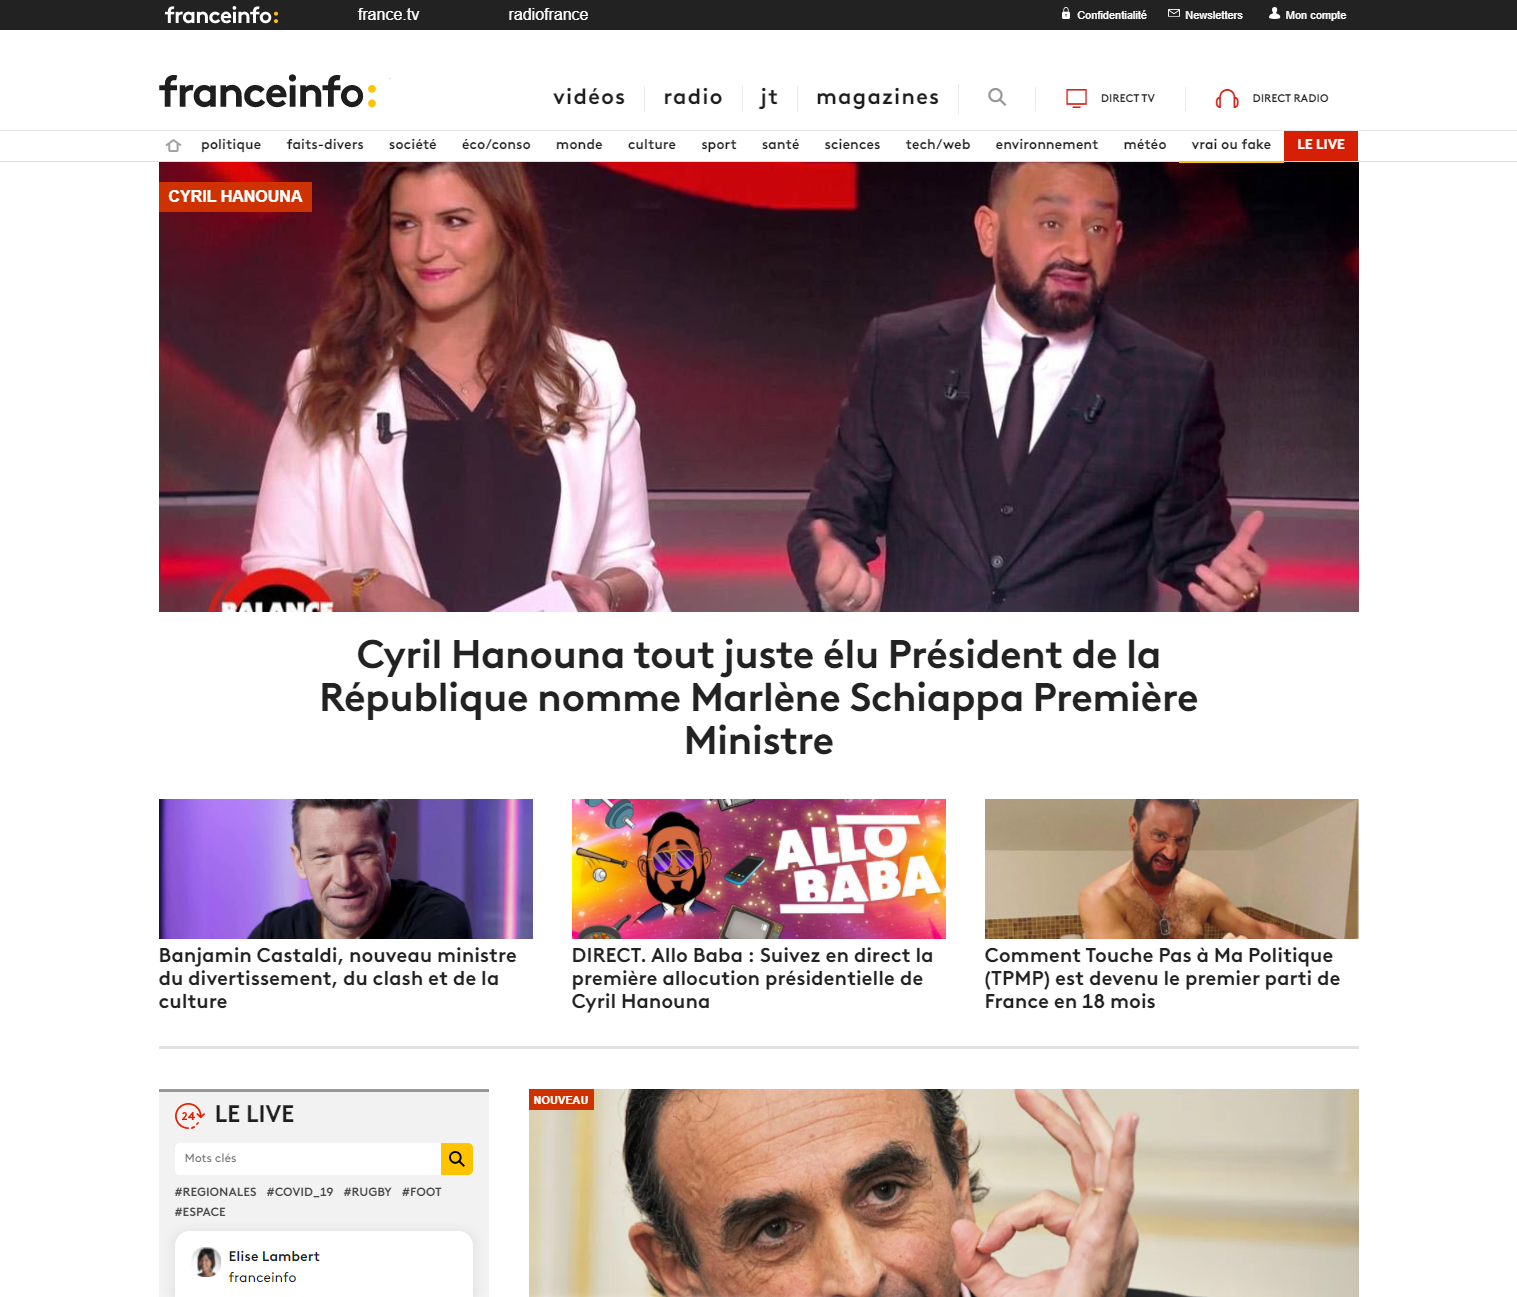 franceinfo: france.tv radiofrance Confidentialité Newsletters Mon compte
franceinfo: vidéos radio jt magazines DIRECT TV DIRECT RADIO
politique faits-divers société éco/conso monde culture sport santé sciences tech/web environnement météo vrai ou fake LE LIVE
CYRIL HANOUNA
BALANCE
Cyril Hanouna tout juste élu Président de la
République nomme Marlène Schiappa Première
Ministre
ALLO
BABA
Banjamin Castaldi, nouveau ministre
du divertissement, du clash et de la
culture
DIRECT. Allo Baba : Suivez en direct la
première allocution présidentielle de
Cyril Hanouna
Comment Touche Pas à Ma Politique
(TPMP) est devenu le premier parti de
France en 18 mois
24 LE LIVE
Mots clés
#REGIONALES #COVID_19 #RUGBY #FOOT
#ESPACE
Elise Lambert
franceinfo
NOUVEAU